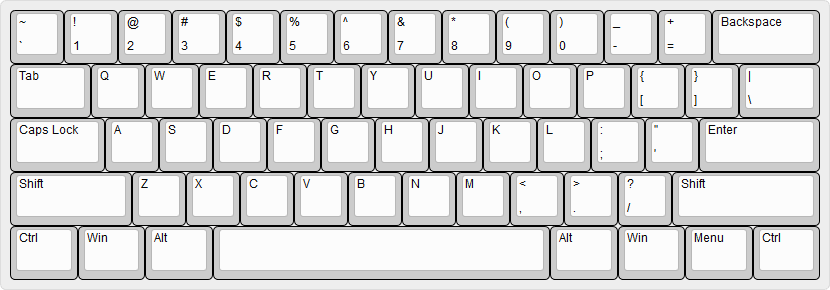 ~ ! @ # $ % ^ & * ( ) _ + Backspace
` 1 2 3 4 5 6 7 8 9 0 - =
Tab Q W E R T Y U I O P { } |
[ ] \
Caps Lock A S D F G H J K L : " Enter
; '
Shift Z X C V B N M < > ? Shift
, . /
Ctrl Win Alt Alt Win Menu Ctrl